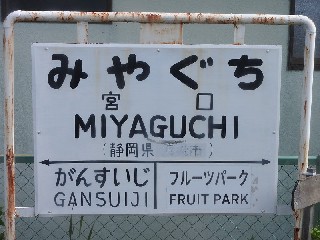 みやぐち
宮口
MIYAGUCHI
(静岡県 市)
がんすいじ フルーツパーク
GANSUIJI FRUIT PARK